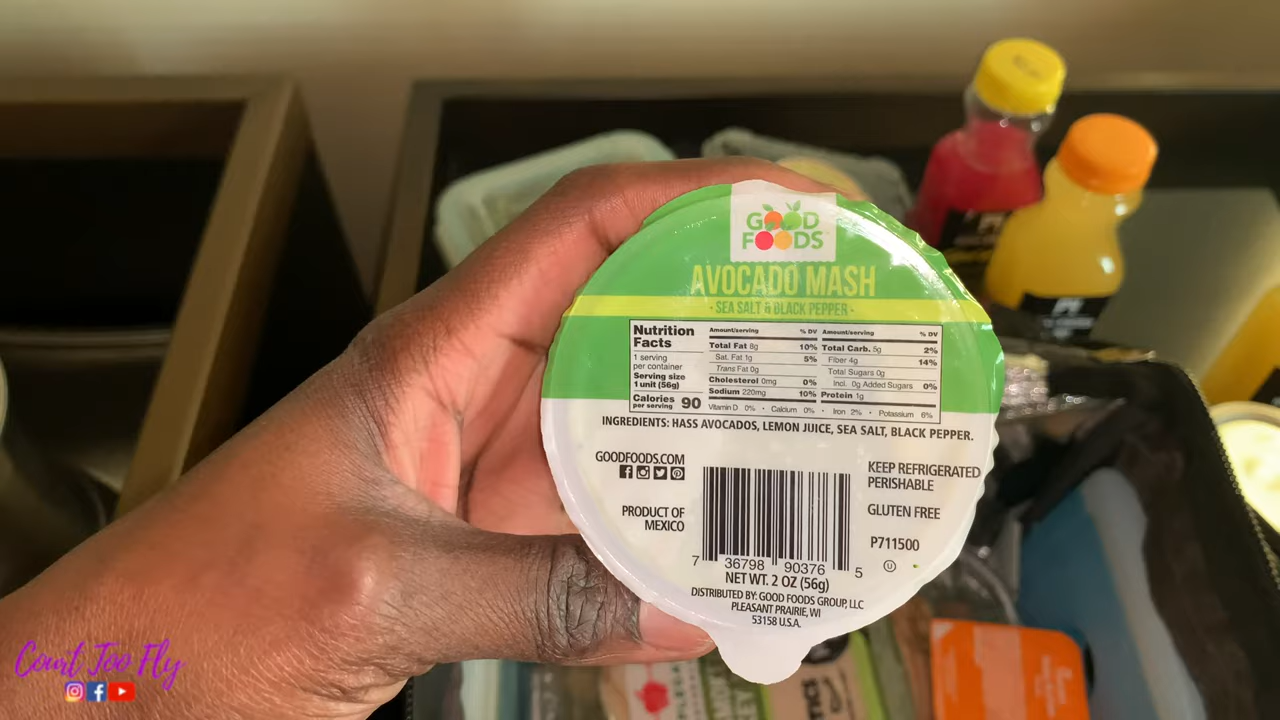 GOOD
FOODS
AVOCADO MASH
· SEA SALT & BLACK PEPPER ·
Nutrition
Facts
1 serving
per container
Serving size
1 unit (56g)
Calories
per serving 90
Amount/serving % DV
Total Fat 8g 10%
Sat. Fat 1g 5%
Trans Fat 0g
Cholesterol 0mg 0%
Sodium 220mg 10%
Amount/serving % DV
Total Carb. 5g 2%
Fiber 4g 14%
Total Sugars 0g
Incl. 0g Added Sugars 0%
Protein 1g
Vitamin D 0% · Calcium 0% · Iron 2% · Potassium 6%
INGREDIENTS: HASS AVOCADOS, LEMON JUICE, SEA SALT, BLACK PEPPER.
GOODFOODS.COM
PRODUCT OF
MEXICO
KEEP REFRIGERATED
PERISHABLE
GLUTEN FREE
P711500
7 36798 90376 5
NET WT. 2 OZ (56g)
DISTRIBUTED BY: GOOD FOODS GROUP, LLC
PLEASANT PRAIRIE, WI
53158 U.S.A.
Court Too Fly